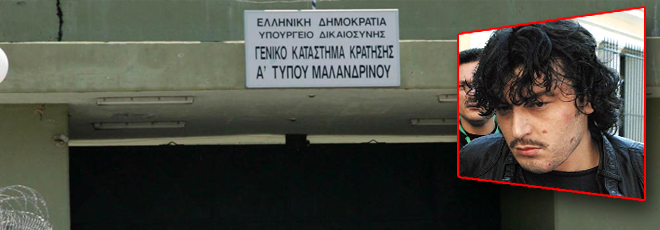 ΕΛΛΗΝΙΚΗ ΔΗΜΟΚΡΑΤΙΑ
ΥΠΟΥΡΓΕΙΟ ΔΙΚΑΙΟΣΥΝΗΣ
ΓΕΝΙΚΟ ΚΑΤΑΣΤΗΜΑ ΚΡΑΤΗΣΗΣ
Α' ΤΥΠΟΥ ΜΑΛΑΝΔΡΙΝΟΥ